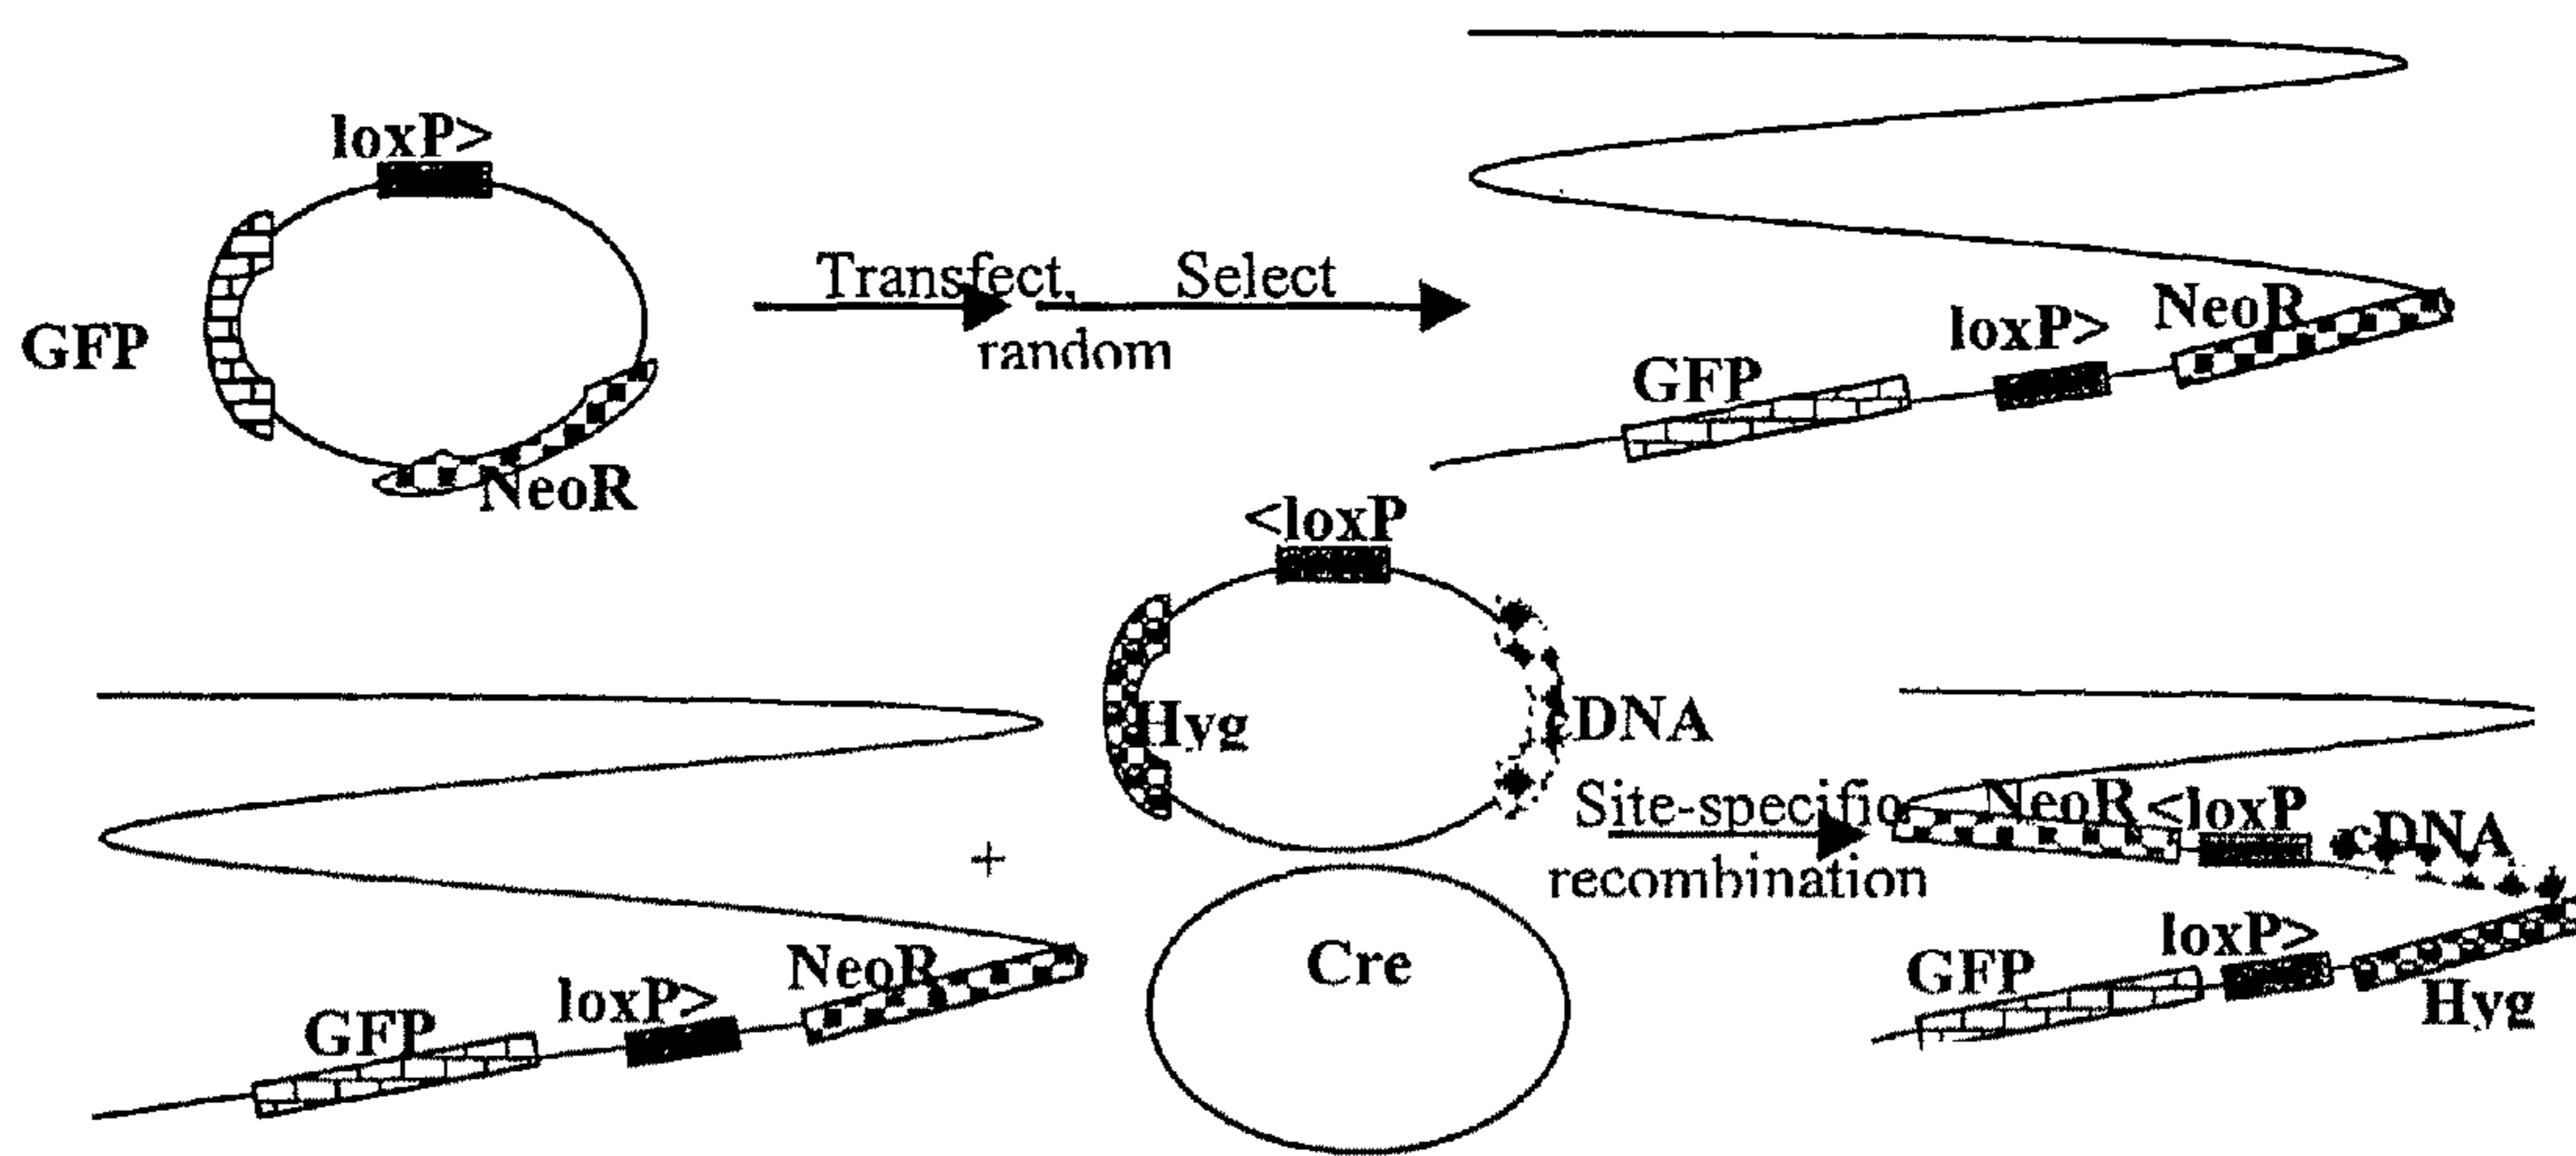 loxP>
GFP
NeoR
Transfect,
random
Select
GFP
loxP>
NeoR
<loxP
Hyg
cDNA
GFP
loxP>
NeoR
+
Cre
Site-specific
recombination
NeoR
<loxP
cDNA
GFP
loxP>
Hyg